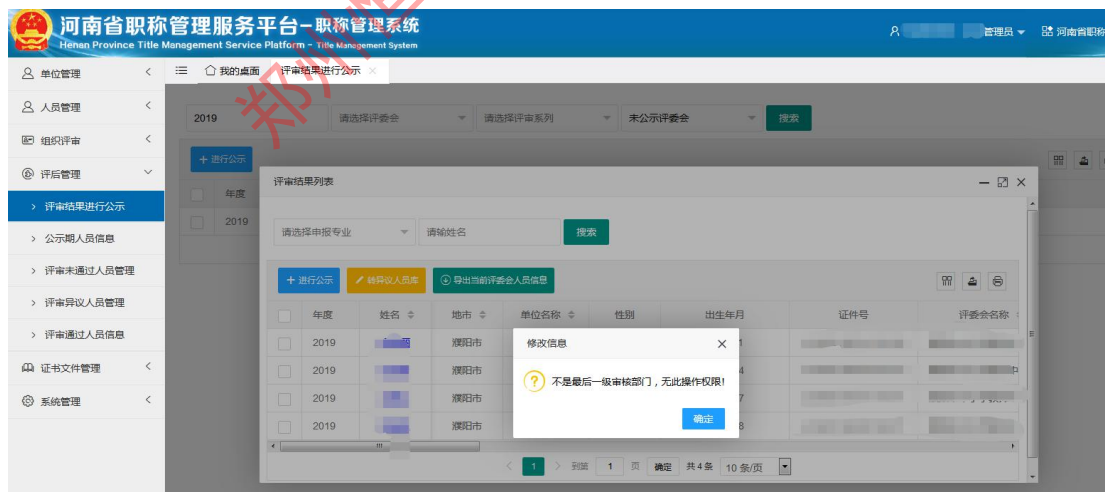 河南省职称管理服务平台-职称管理系统
Henan Province Title Management Service Platform - Title Management System
管理员
河南省职称
单位管理
人员管理
组织评审
评后管理
评审结果进行公示
公示期人员信息
评审未通过人员管理
评审异议人员管理
评审通过人员信息
证书文件管理
系统管理
我的桌面 评审结果进行公示
2019 请选择评委会 请选择评审系列 未公示评委会 搜索
进行公示
年度
2019
评审结果列表
请选择申报专业 请输姓名 搜索
进行公示 转异议人员库 导出当前评委会人员信息
年度 姓名 地市 单位名称 性别 出生年月 证件号 评委会名称
2019 濮阳市 1
2019 濮阳市 4
2019 濮阳市 7
2019 濮阳市 8
修改信息
不是最后一级审核部门，无此操作权限!
确定
1 到第 1 页 确定 共 4 条 10 条/页
郑州